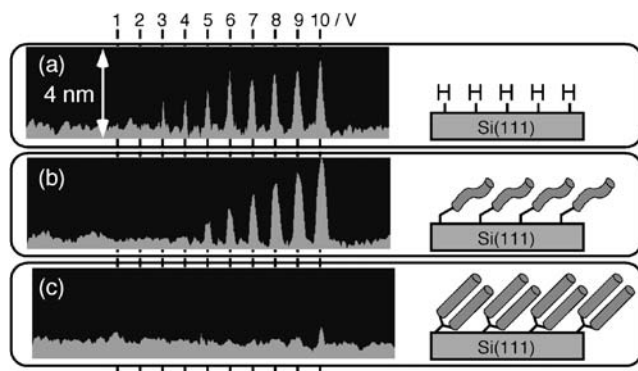 1 2 3 4 5 6 7 8 9 10 / V
(a)
4 nm
H H H H H
Si(111)
(b)
Si(111)
(c)
Si(111)